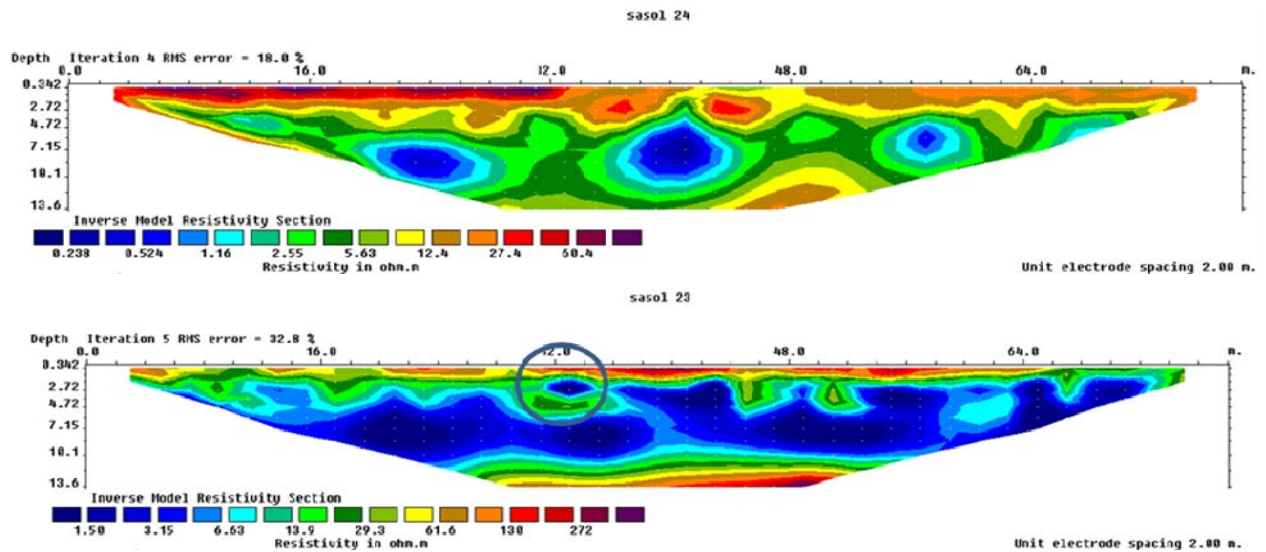 sasol 24
Depth Iteration 4 RMS error = 18.0 %
0.0 16.0 32.0 48.0 64.0 m.
0.342
2.72
4.72
7.15
10.1
13.6
Inverse Model Resistivity Section
0.238 0.524 1.16 2.55 5.63 12.4 27.4 60.4
Resistivity in ohm.m
Unit electrode spacing 2.00 m.
sasol 23
Depth Iteration 5 RMS error = 32.8 %
0.0 16.0 32.0 48.0 64.0 m.
0.342
2.72
4.72
7.15
10.1
13.6
Inverse Model Resistivity Section
1.50 3.15 6.63 13.9 29.3 61.6 130 272
Resistivity in ohm.m
Unit electrode spacing 2.00 m.